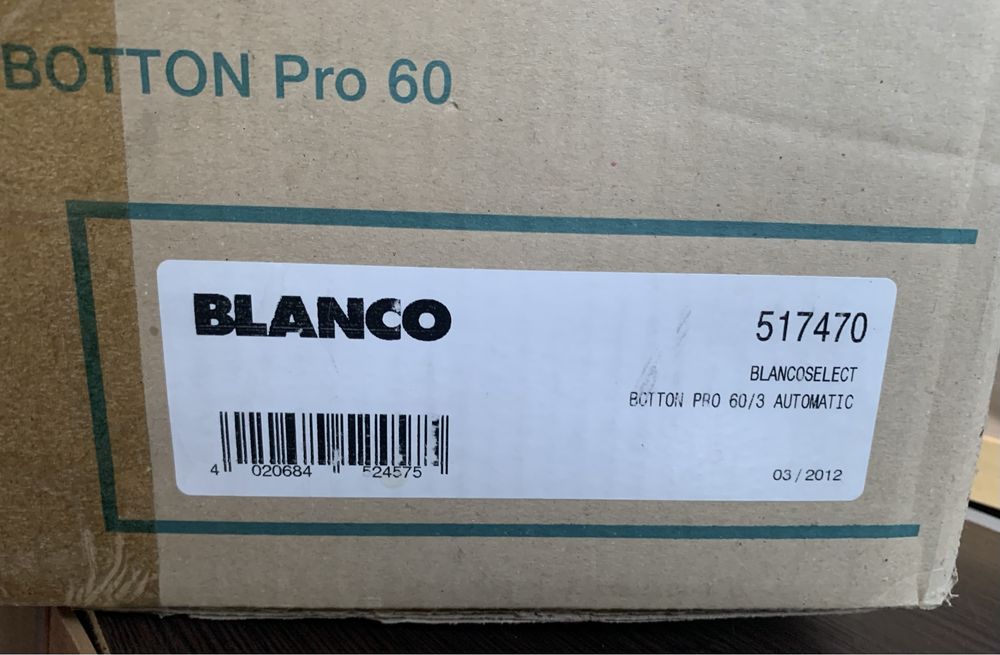 BOTTON Pro 60
BLANCO
517470
BLANCOSELECT
BOTTON PRO 60/3 AUTOMATIC
4 020684 524575
03/2012